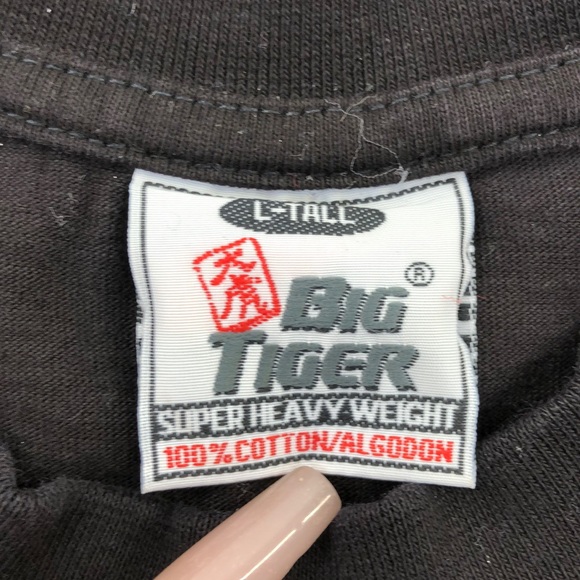 L-TALL
大虎
BIG ®
TIGER
SUPER HEAVY WEIGHT
100% COTTON/ALGODON